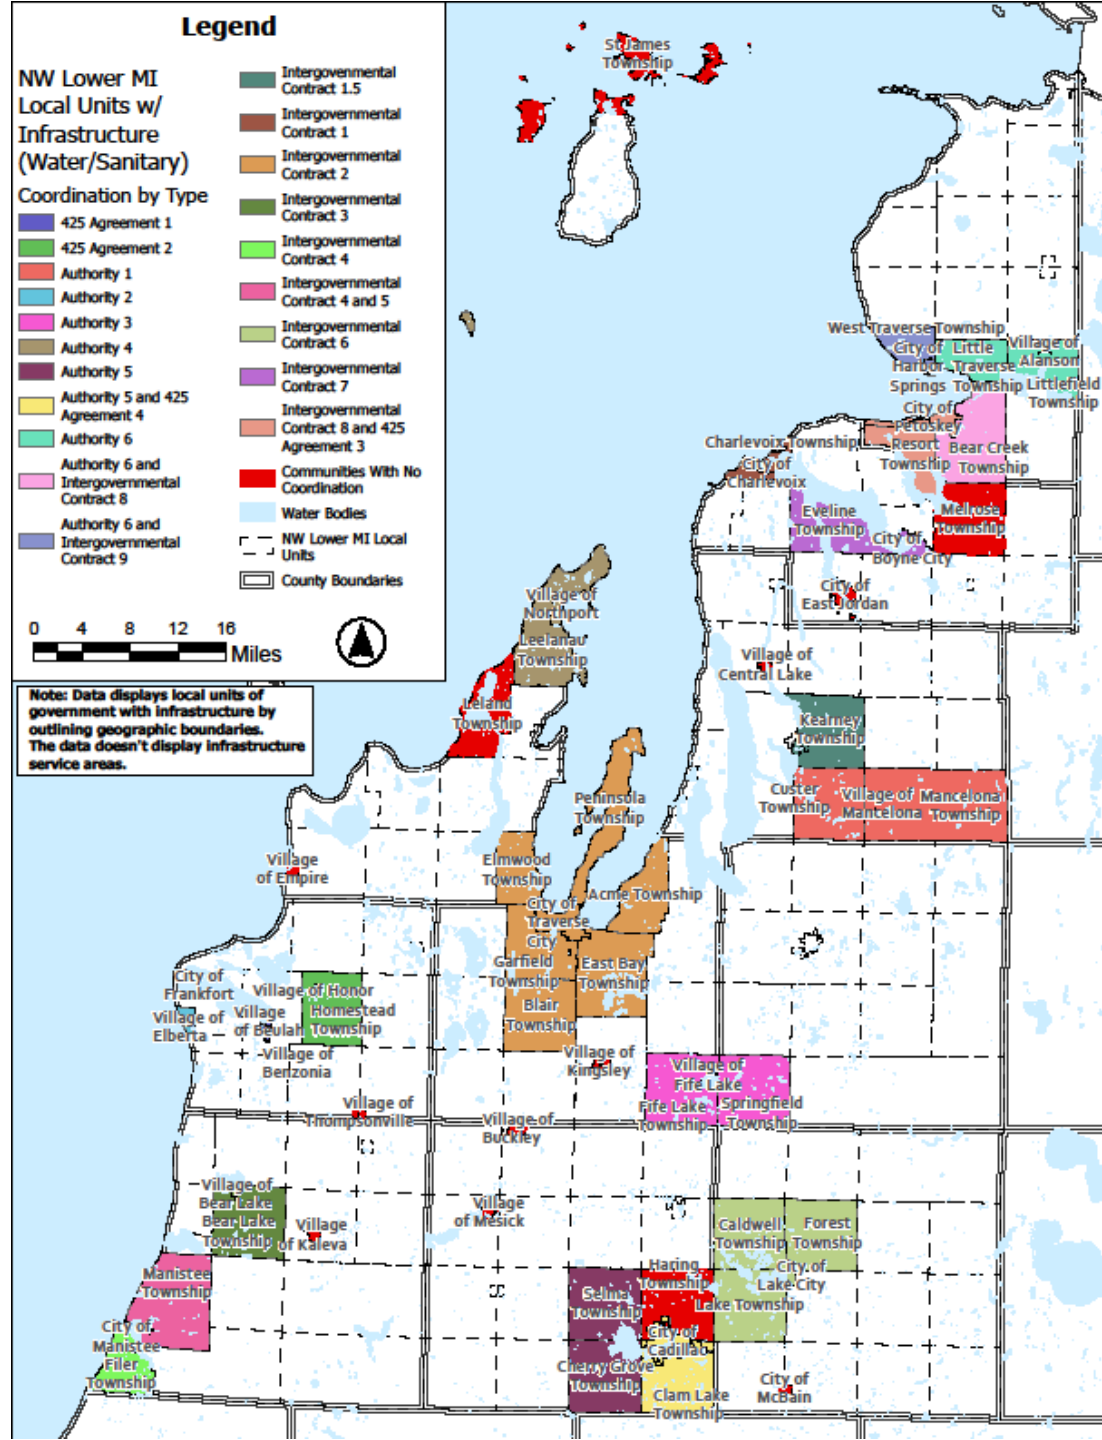 Legend
NW Lower MI
Local Units w/
Infrastructure
(Water/Sanitary)
Coordination by Type
425 Agreement 1
425 Agreement 2
Authority 1
Authority 2
Authority 3
Authority 4
Authority 5
Authority 5 and 425
Agreement 4
Authority 6
Authority 6 and
Intergovernmental
Contract 8
Authority 6 and
Intergovernmental
Contract 9
Intergovenmental
Contract 1.5
Intergovernmental
Contract 1
Intergovernmental
Contract 2
Intergovernmental
Contract 3
Intergovernmental
Contract 4
Intergovernmental
Contract 4 and 5
Intergovernmental
Contract 6
Intergovernmental
Contract 7
Intergovernmental
Contract 8 and 425
Agreement 3
Communities With No
Coordination
Water Bodies
NW Lower MI Local
Units
County Boundaries
0 4 8 12 16
Miles
Note: Data displays local units of
government with infrastructure by
outlining geographic boundaries.
The data doesn't display infrastructure
service areas.
St James
Township
West Traverse Township
City of
Harbor
Springs
Little
Traverse
Township
Village of
Alanson
Littlefield
Township
City of
Petoskey
Resort
Township
Bear Creek
Township
Charlevoix Township
City of
Charlevoix
Eveline
Township
Melrose
Township
City of
Boyne City
City of
East Jordan
Village of
Northport
Leelanau
Township
Village of
Central Lake
Leland
Township
Kearney
Township
Custer
Township
Village of
Mancelona
Mancelona
Township
Peninsola
Township
Elmwood
Township
Village
of Empire
Acme Township
City of
Traverse
City
Garfield
Township
East Bay
Township
Blair
Township
City of
Frankfort
Village of
Elberta
Village of Honor
Village
of Beulah
Homestead
Township
Village of
Benzonia
Village of
Kingsley
Village of
Fife Lake
Fife Lake
Township
Springfield
Township
Village of
Thompsonville
Village of
Buckley
Village of
Bear Lake
Bear Lake
Township
Village
of Kaleva
Village
of Mesick
Caldwell
Township
Forest
Township
City of
Lake City
Lake Township
Manistee
Township
Haring
Township
Selma
Township
City of
Manistee
Filer
Township
City of
Cadillac
Cherry Grove
Township
Clam Lake
Township
City of
McBain